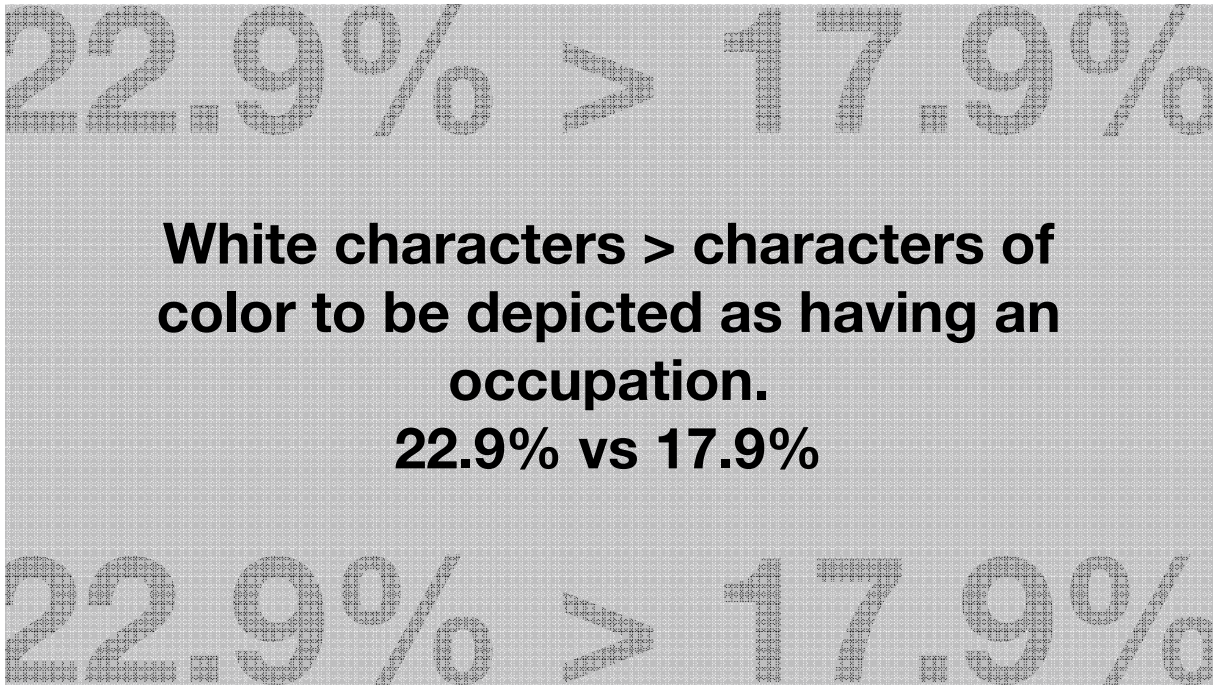 22.9% > 17.9%
White characters > characters of
color to be depicted as having an
occupation.
22.9% vs 17.9%
22.9% > 17.9%